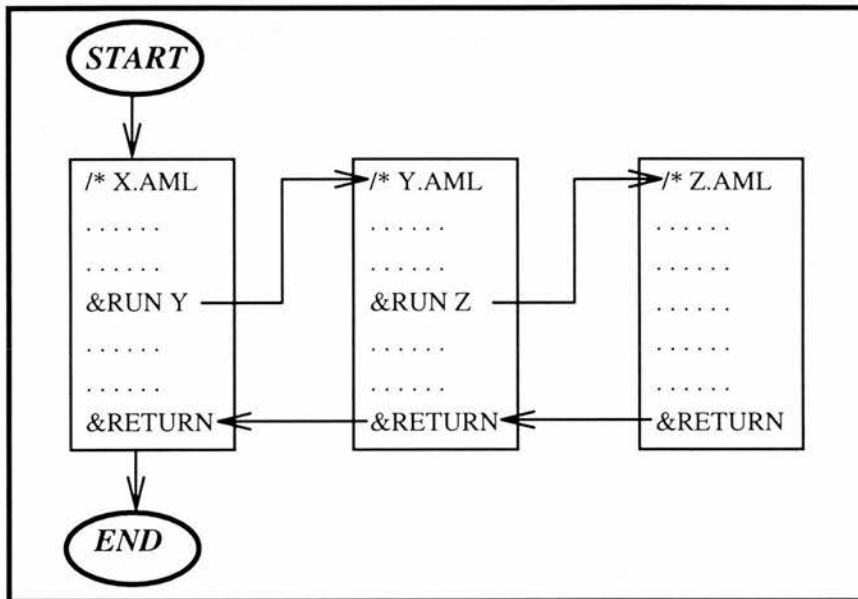 START
/* X.AML
. . . . . .
. . . . . .
&RUN Y
. . . . . .
. . . . . .
&RETURN
/* Y.AML
. . . . . .
. . . . . .
&RUN Z
. . . . . .
. . . . . .
&RETURN
/* Z.AML
. . . . . .
. . . . . .
. . . . . .
. . . . . .
. . . . . .
&RETURN
END